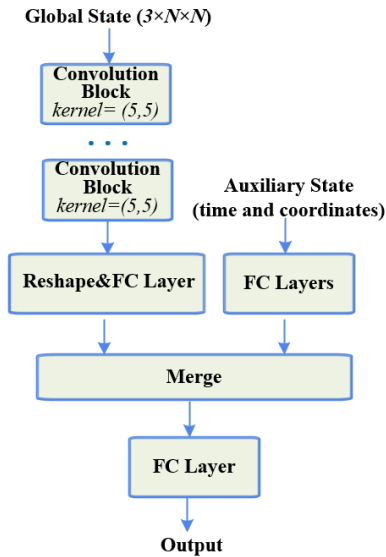 Global State (3×N×N)
Convolution
Block
kernel= (5,5)
• • •
Convolution
Block
kernel=(5,5)
Auxiliary State
(time and coordinates)
Reshape&FC Layer
FC Layers
Merge
FC Layer
Output